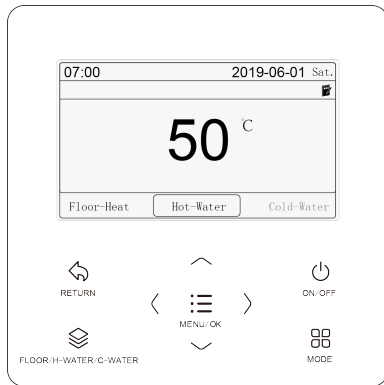 07:00 2019-06-01 Sat.
50 °C
Floor-Heat Hot-Water Cold-Water
RETURN ON/OFF
MENU/OK
FLOOR/H-WATER/C-WATER MODE